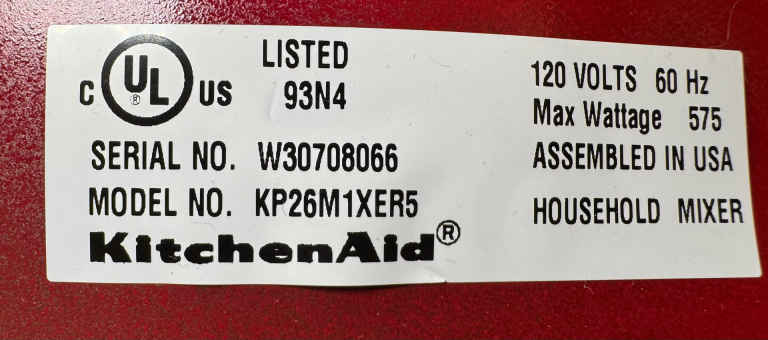 C UL ® US LISTED 93N4
SERIAL NO. W30708066
MODEL NO. KP26M1XER5
KitchenAid®
120 VOLTS 60 Hz
Max Wattage 575
ASSEMBLED IN USA
HOUSEHOLD MIXER